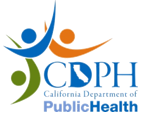 CDPH
California Department of
PublicHealth